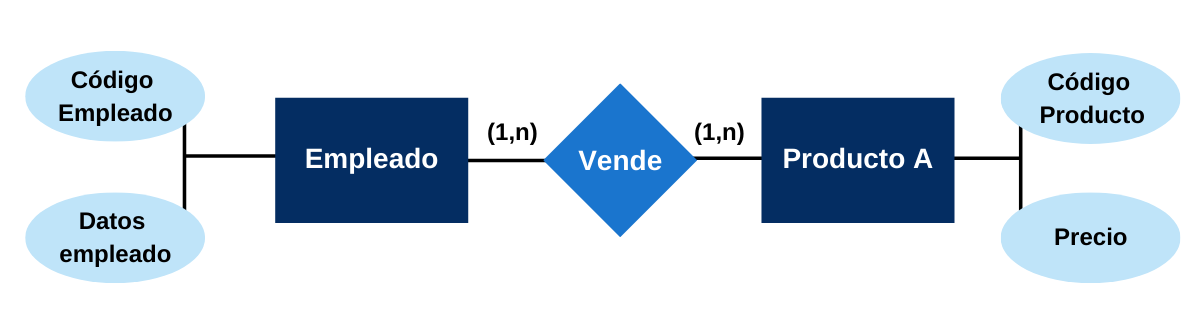 Código
Empleado
Datos
empleado
Empleado
(1,n)
Vende
(1,n)
Producto A
Código
Producto
Precio